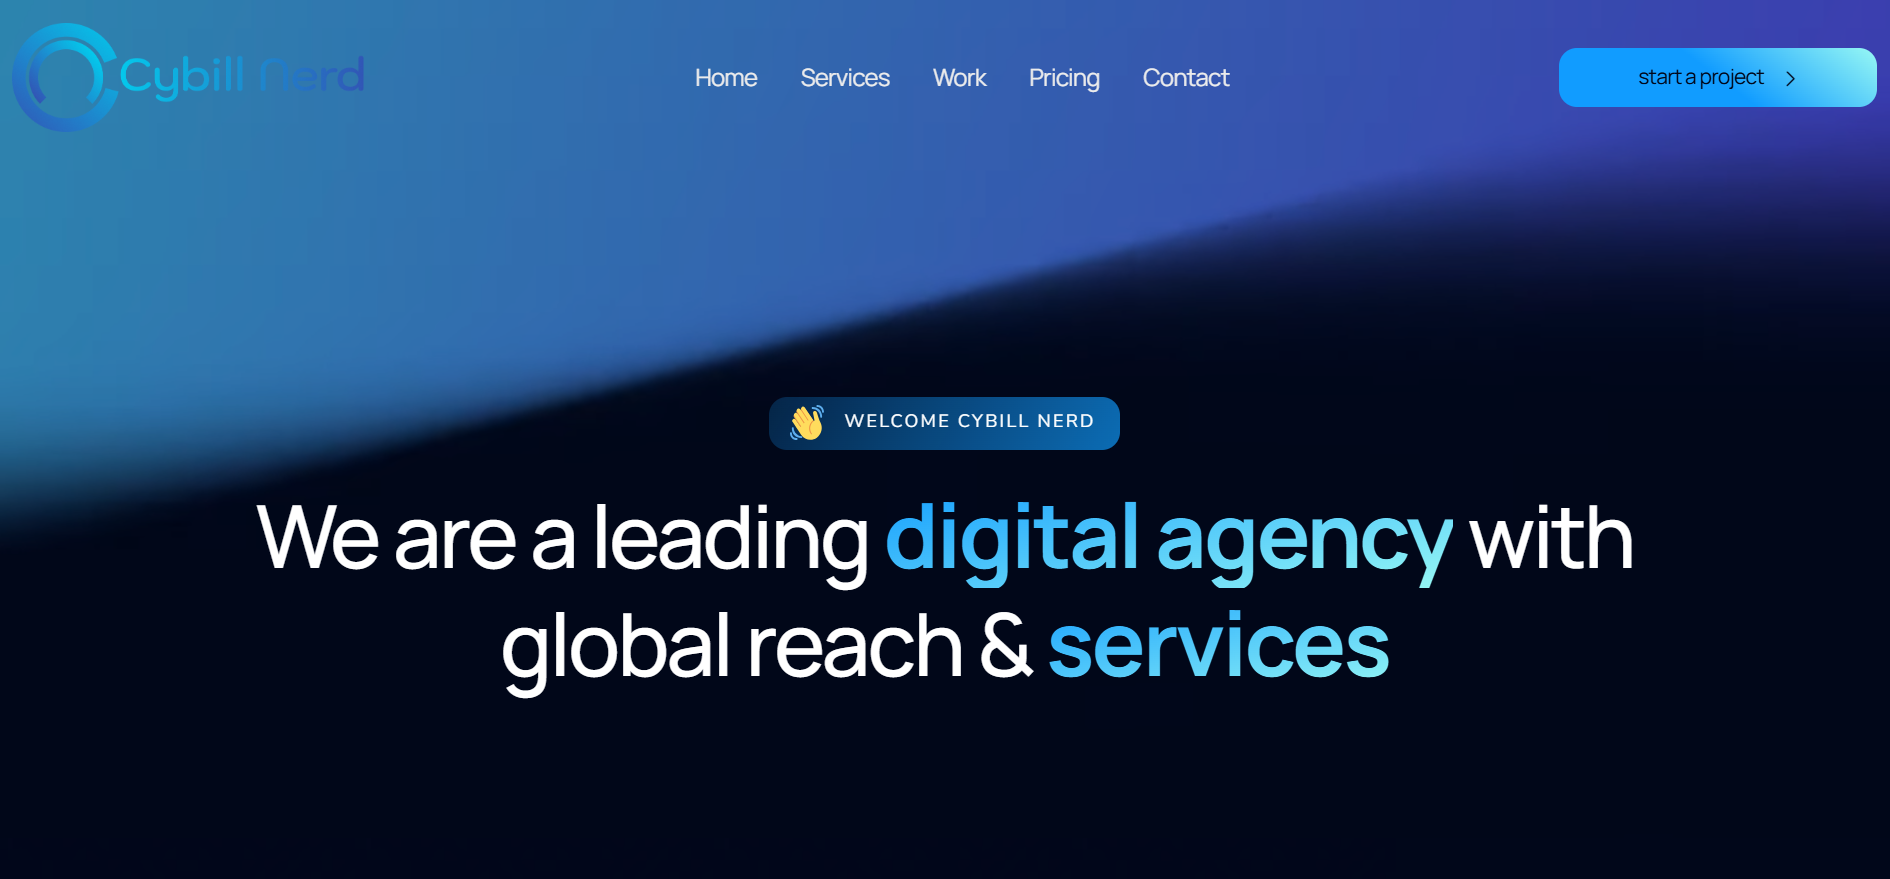 Cybill Nerd
Home Services Work Pricing Contact
start a project
WELCOME CYBILL NERD
We are a leading digital agency with
global reach & services